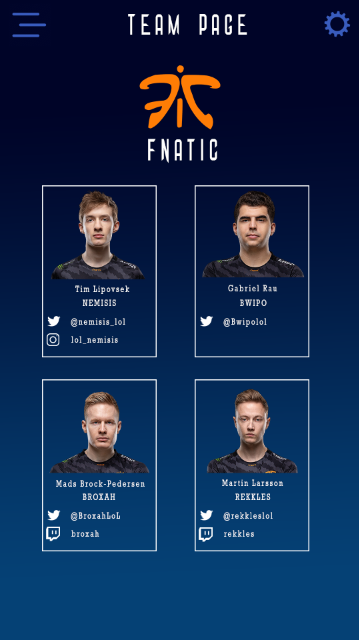 TEAM PAGE
FNATIC
Tim Lipovsek
NEMISIS
@nemisis_lol
lol_nemisis
Gabriel Rau
BWIPO
@Bwipolol
Mads Brock-Pedersen
BROXAH
@BroxahLoL
broxah
Martin Larsson
REKKLES
@rekkleslol
rekkles